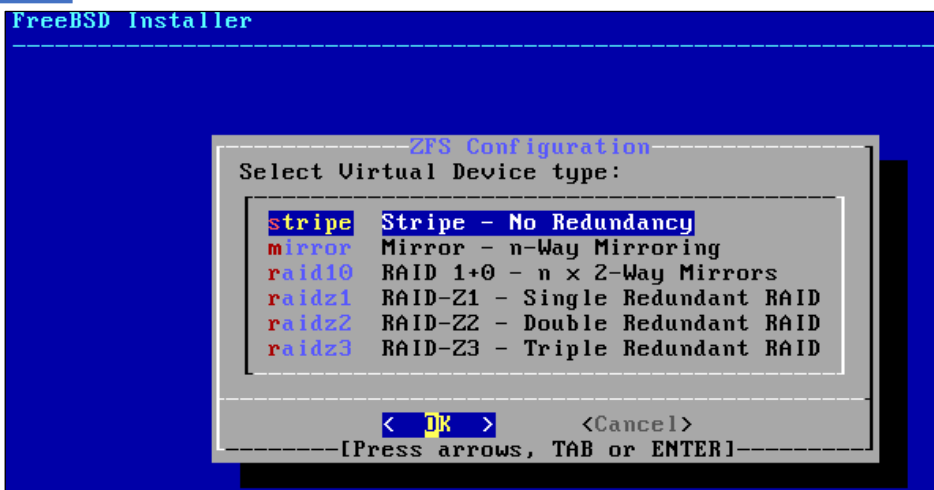 FreeBSD Installer
ZFS Configuration
Select Virtual Device type:
stripe Stripe - No Redundancy
mirror Mirror - n-Way Mirroring
raid10 RAID 1+0 - n x 2-Way Mirrors
raidz1 RAID-Z1 - Single Redundant RAID
raidz2 RAID-Z2 - Double Redundant RAID
raidz3 RAID-Z3 - Triple Redundant RAID
< OK > <Cancel>
[Press arrows, TAB or ENTER]